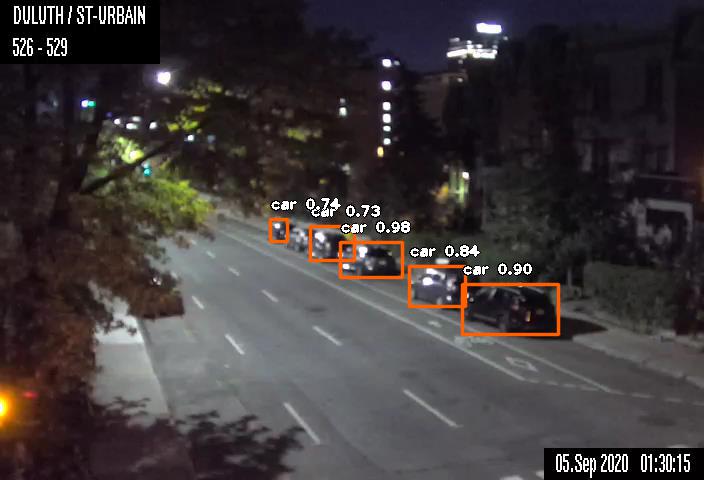 DULUTH / ST-URBAIN
526 - 529
car 0.74
car 0.73
car 0.98
car 0.84
car 0.90
05.Sep 2020 01:30:15